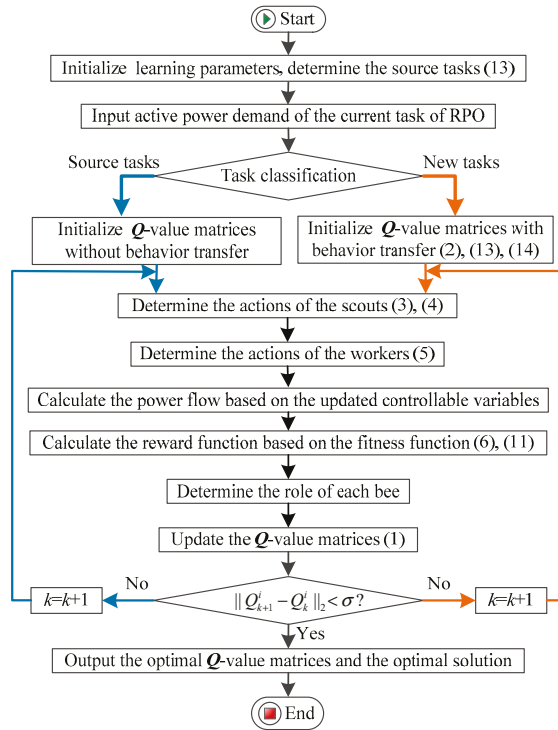 Start
Initialize learning parameters, determine the source tasks (13)
Input active power demand of the current task of RPO
Source tasks
New tasks
Task classification
Initialize Q-value matrices
without behavior transfer
Initialize Q-value matrices with
behavior transfer (2), (13), (14)
Determine the actions of the scouts (3), (4)
Determine the actions of the workers (5)
Calculate the power flow based on the updated controllable variables
Calculate the reward function based on the fitness function (6), (11)
Determine the role of each bee
Update the Q-value matrices (1)
No
No
k=k+1
|| Q^i_{k+1} − Q^i_k ||_2 < σ ?
k=k+1
Yes
Output the optimal Q-value matrices and the optimal solution
End